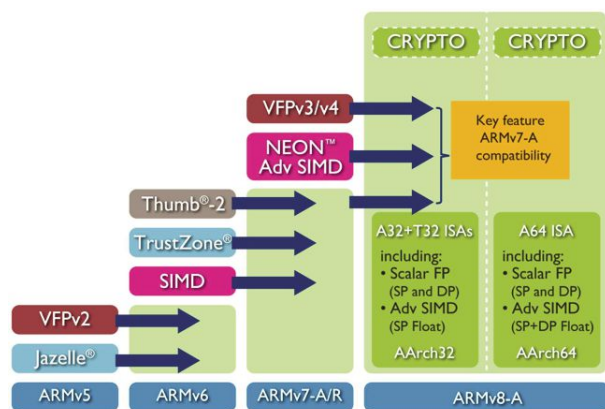 CRYPTO
CRYPTO
VFPv3/v4
Key feature
ARMv7-A
compatibility
NEON™
Adv SIMD
Thumb®-2
TrustZone®
SIMD
A32+T32 ISAs
including:
• Scalar FP
(SP and DP)
• Adv SIMD
(SP Float)
AArch32
A64 ISA
including:
• Scalar FP
(SP and DP)
• Adv SIMD
(SP+DP Float)
AArch64
VFPv2
Jazelle®
ARMv5
ARMv6
ARMv7-A/R
ARMv8-A